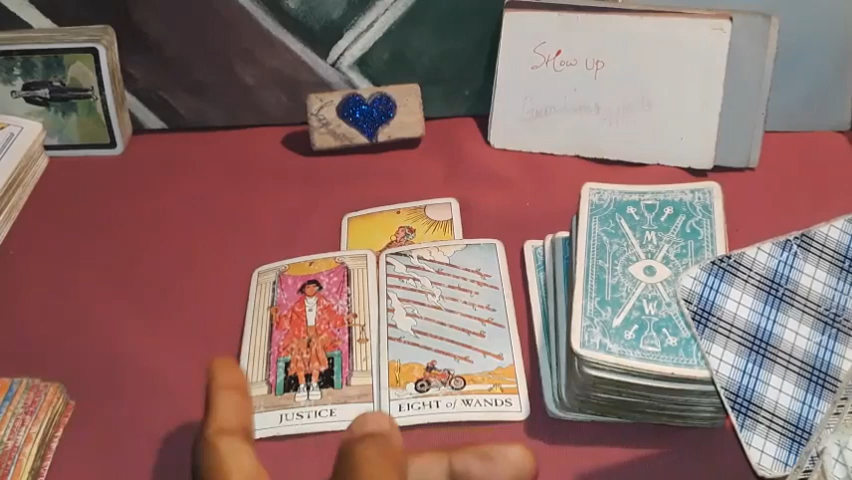 SHOW UP
JUSTICE
EIGHT of WANDS
M
W